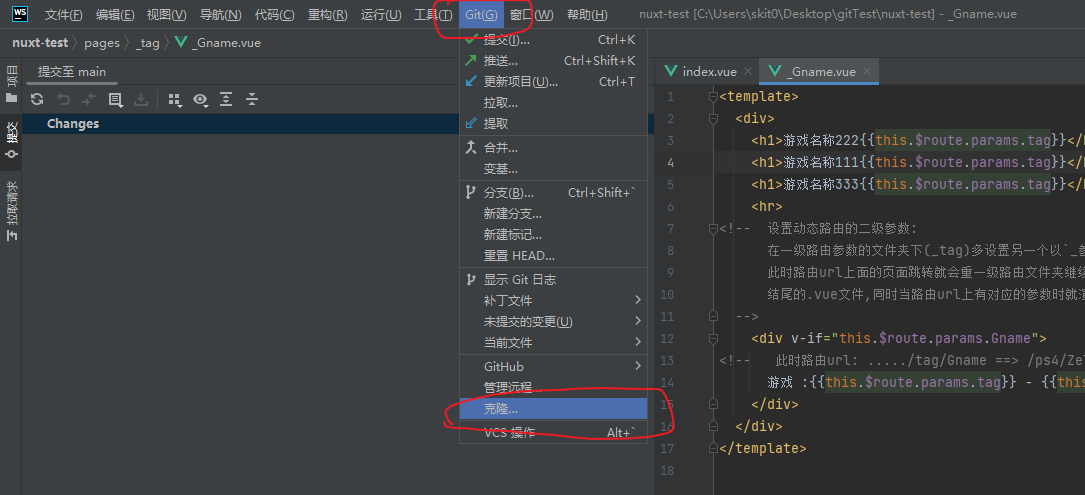 WS 文件(F) 编辑(E) 视图(V) 导航(N) 代码(C) 重构(R) 运行(U) 工具(T) Git(G) 窗口(W) 帮助(H) nuxt-test [C:\Users\skit0\Desktop\gitTest\nuxt-test] - _Gname.vue
nuxt-test pages _tag _Gname.vue
项目
提交
拉取请求
提交至 main
Changes
提交(I)... Ctrl+K
推送... Ctrl+Shift+K
更新项目(U)... Ctrl+T
拉取...
提取
合并...
变基...
分支(B)... Ctrl+Shift+`
新建分支...
新建标记...
重置 HEAD...
显示 Git 日志
补丁文件
未提交的变更(U)
当前文件
GitHub
管理远程...
克隆...
VCS 操作 Alt+`
index.vue _Gname.vue
1 <template>
2 <div>
3 <h1>游戏名称222{{this.$route.params.tag}}</
4 <h1>游戏名称111{{this.$route.params.tag}}</
5 <h1>游戏名称333{{this.$route.params.tag}}</
6 <hr>
7 <!-- 设置动态路由的二级参数:
8 在一级路由参数的文件夹下(_tag)多设置另一个以`_参
9 此时路由url上面的页面跳转就会重一级路由文件夹继续
10 结尾的.vue文件,同时当路由url上有对应的参数时就渲
11 -->
12 <div v-if="this.$route.params.Gname">
13 <!-- 此时路由url: ...../tag/Gname ==> /ps4/Zel
14 游戏 :{{this.$route.params.tag}} - {{this
15 </div>
16 </div>
17 </template>
18